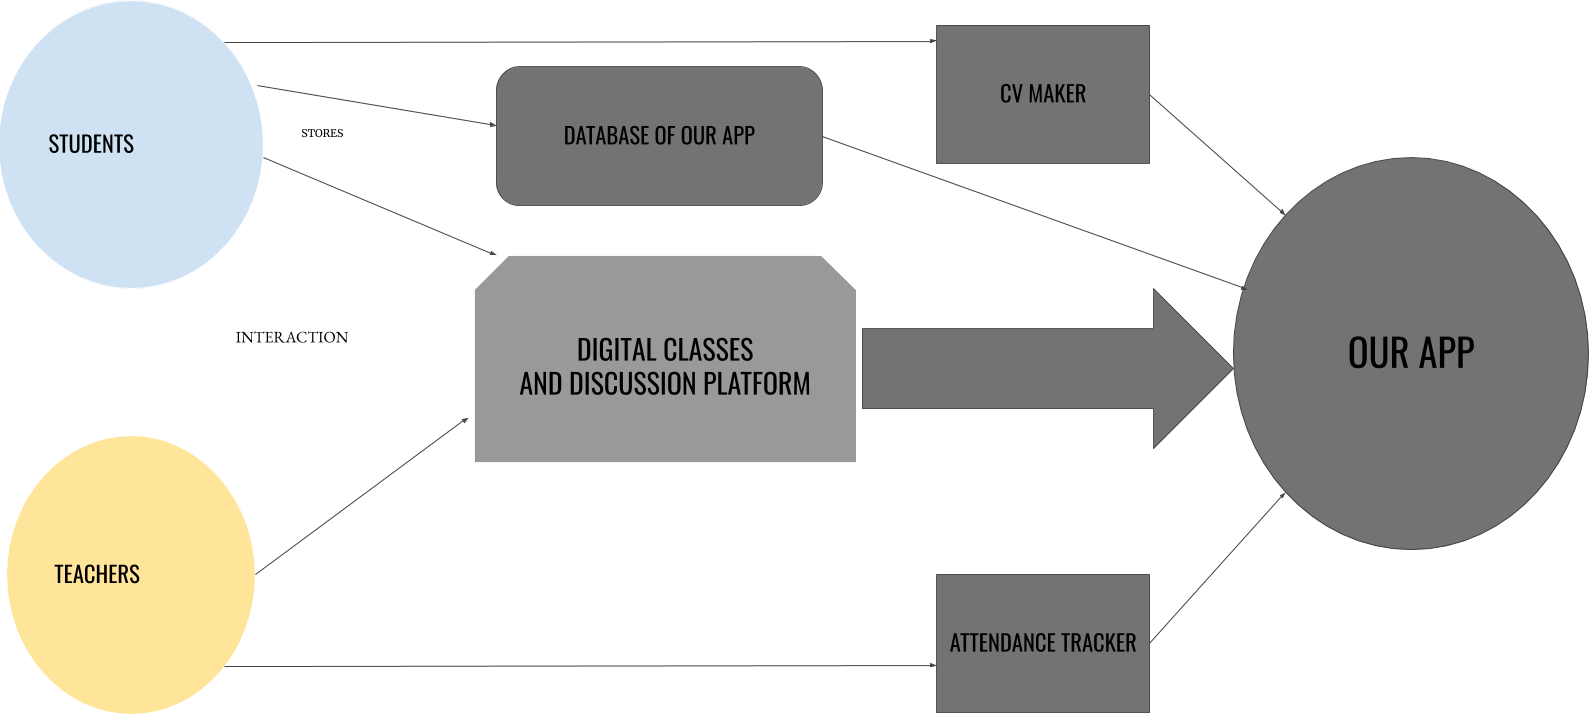 CV MAKER
STUDENTS
STORES
DATABASE OF OUR APP
INTERACTION
DIGITAL CLASSES
AND DISCUSSION PLATFORM
OUR APP
TEACHERS
ATTENDANCE TRACKER